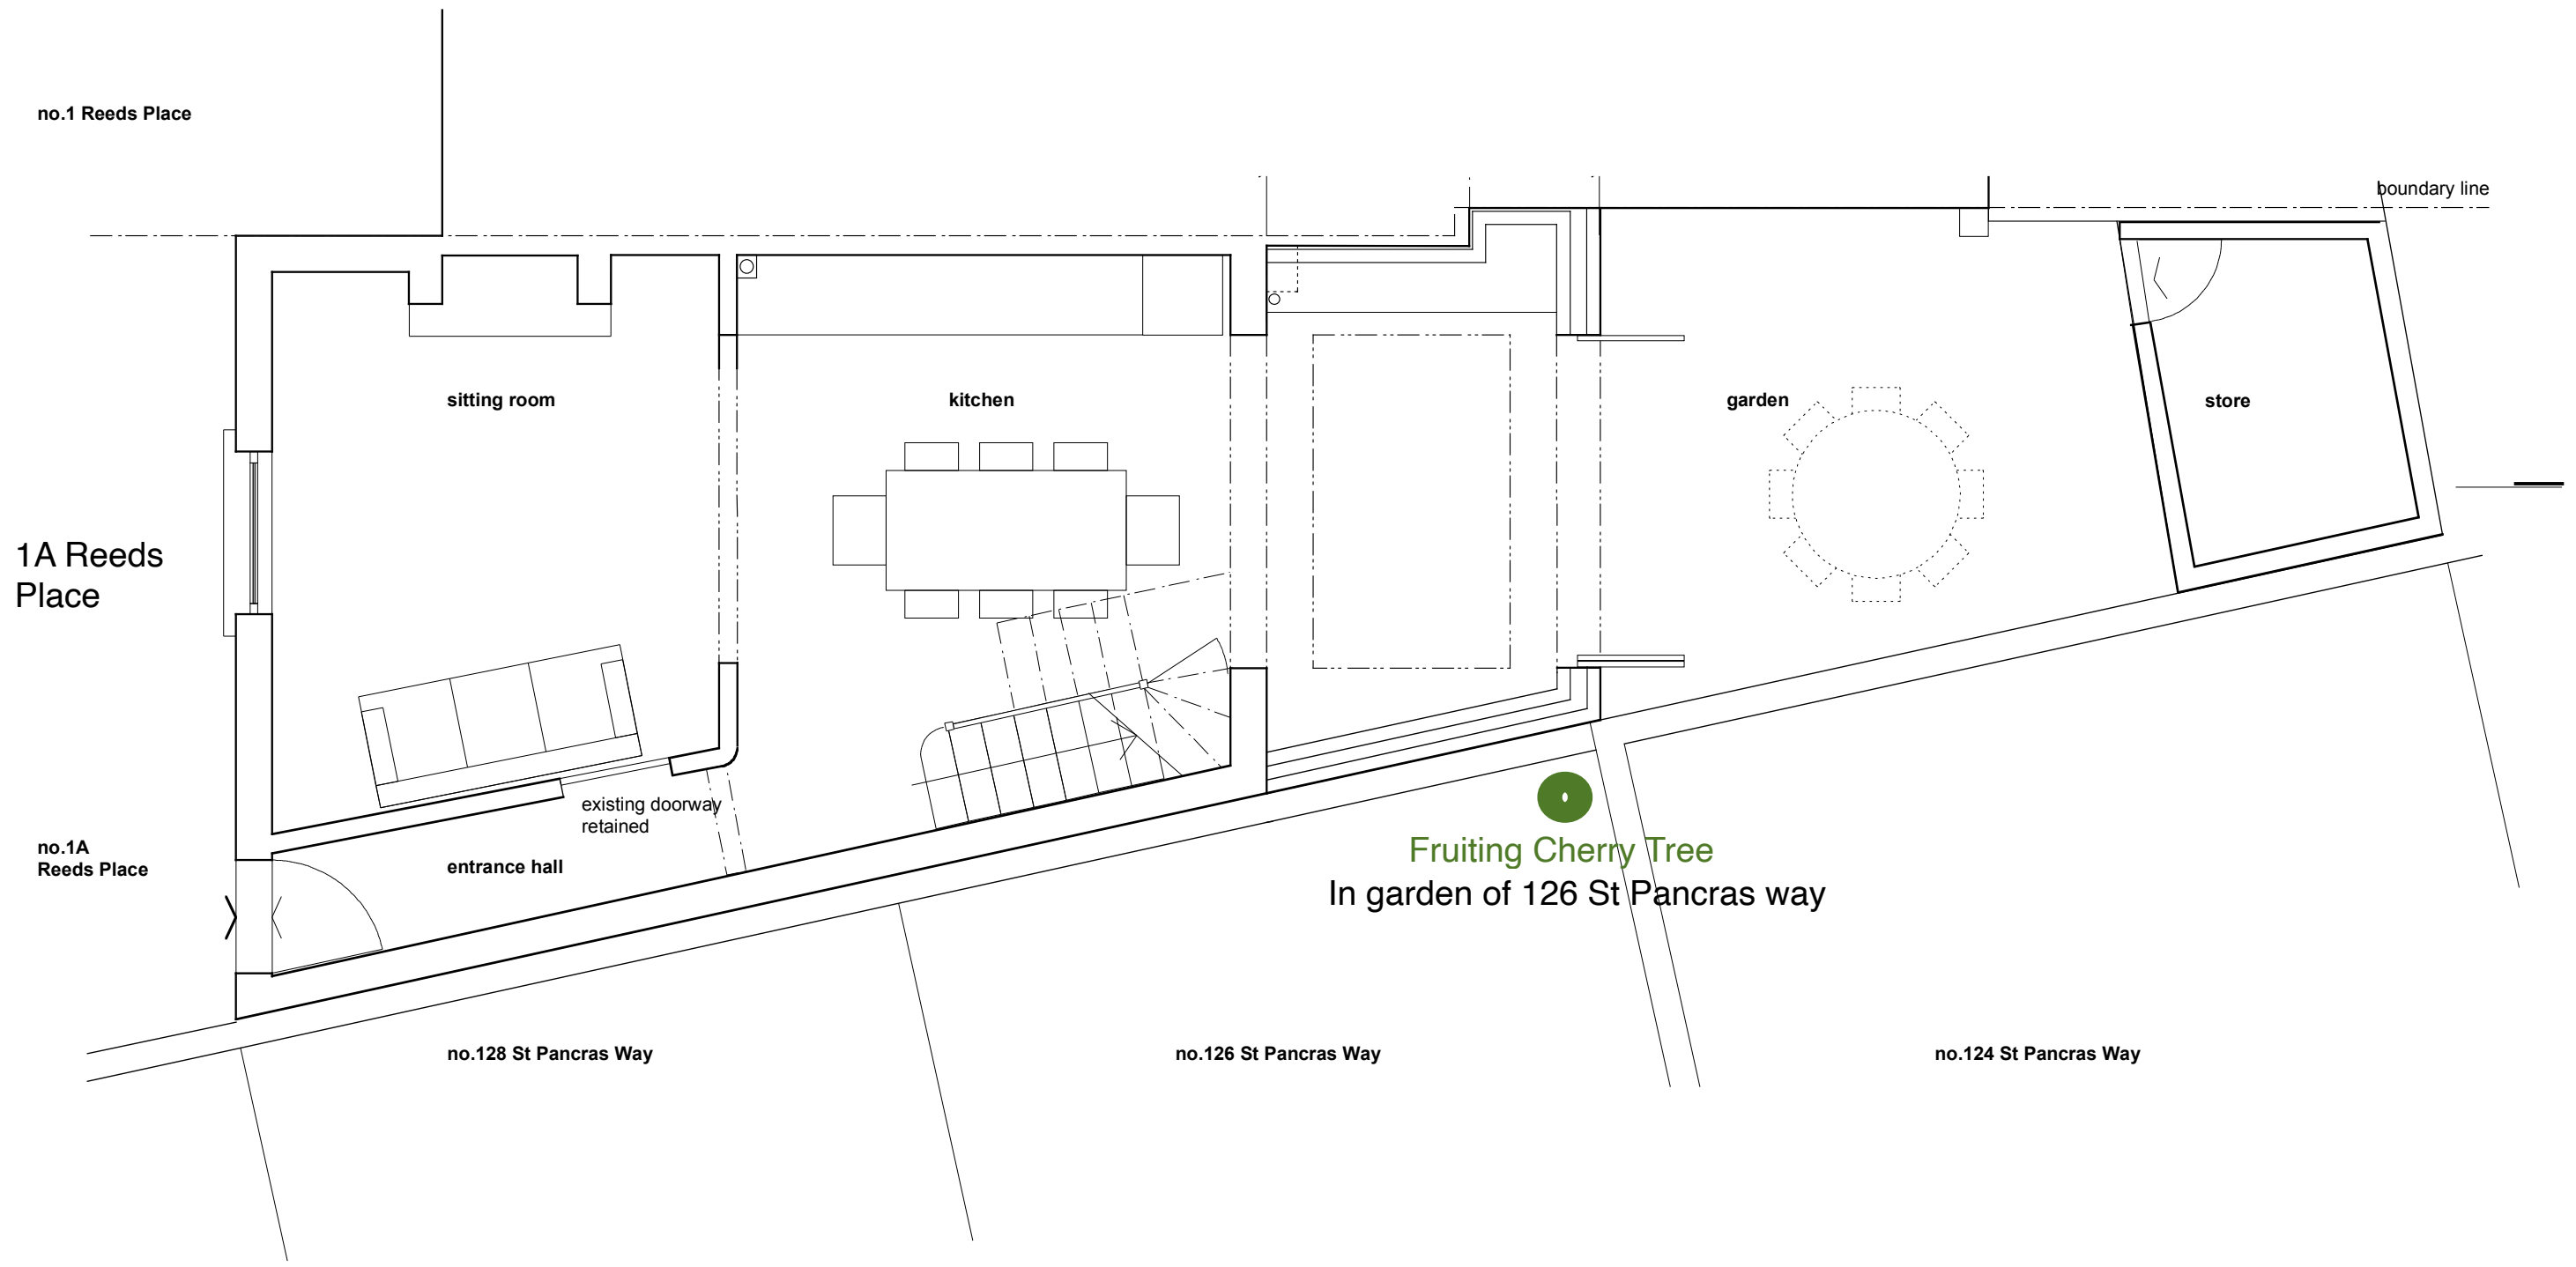 no.1 Reeds Place
boundary line
sitting room
kitchen
garden
store
1A Reeds
Place
existing doorway
retained
no.1A
Reeds Place
entrance hall
Fruiting Cherry Tree
In garden of 126 St Pancras way
no.128 St Pancras Way
no.126 St Pancras Way
no.124 St Pancras Way